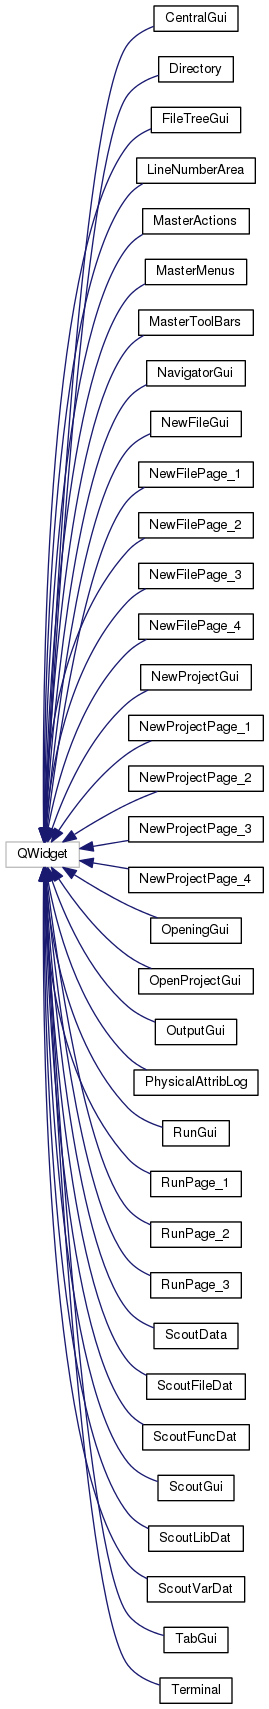 CentralGui
Directory
FileTreeGui
LineNumberArea
MasterActions
MasterMenus
MasterToolBars
NavigatorGui
NewFileGui
NewFilePage_1
NewFilePage_2
NewFilePage_3
NewFilePage_4
NewProjectGui
NewProjectPage_1
NewProjectPage_2
NewProjectPage_3
QWidget
NewProjectPage_4
OpeningGui
OpenProjectGui
OutputGui
PhysicalAttribLog
RunGui
RunPage_1
RunPage_2
RunPage_3
ScoutData
ScoutFileDat
ScoutFuncDat
ScoutGui
ScoutLibDat
ScoutVarDat
TabGui
Terminal